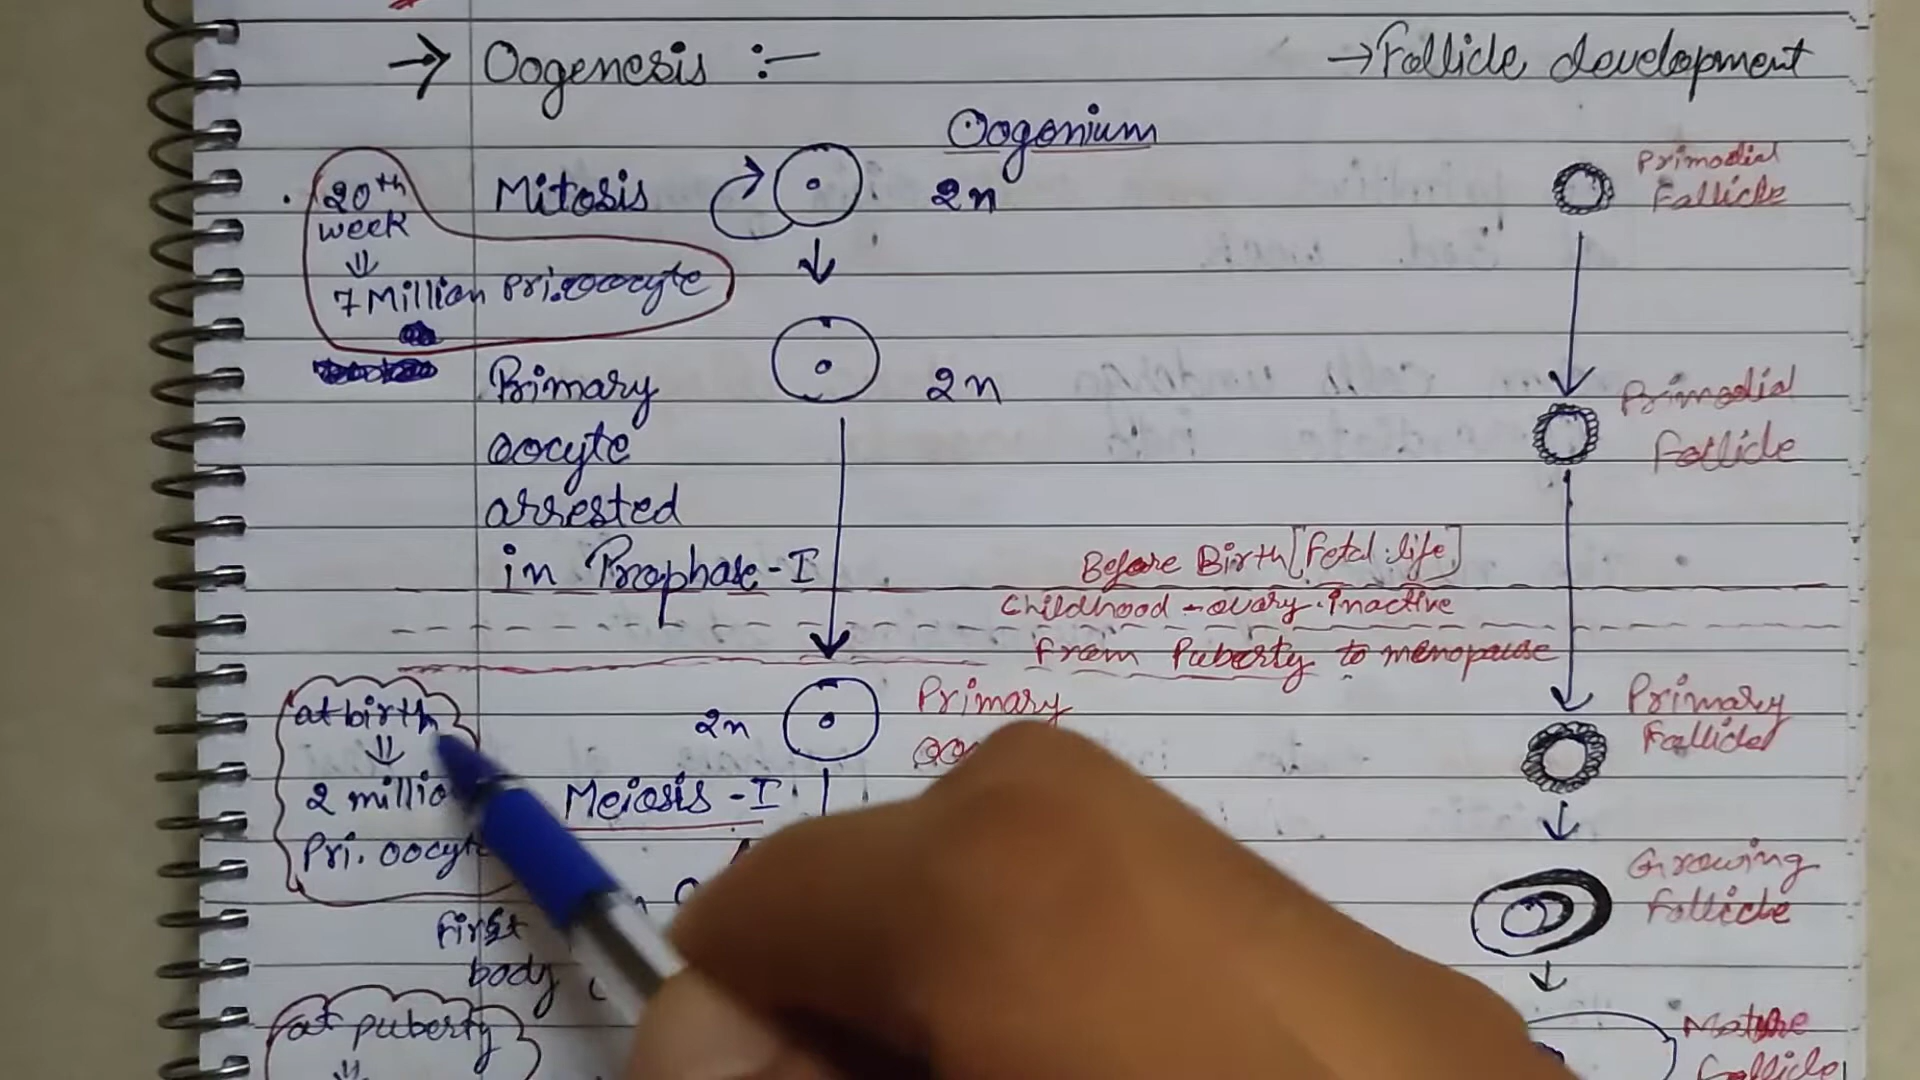 → Oogenesis :-
→ Follicle development
Oogonium
20th
week
⇓
7 Million pri.oocyte
Mitosis
2n
Primodial
Follicle
Primary
oocyte
arrested
in Prophase-I
2n
Primodial
Follicle
Before Birth [Fetal life]
Childhood - ovary inactive
From Puberty to menopause
at birth
⇓
2 million
Pri. oocyte
2n
Primary
Meiosis - I
Primary
Follicle
Growing
Follicle
First
body
at puberty
Mature
Follicle